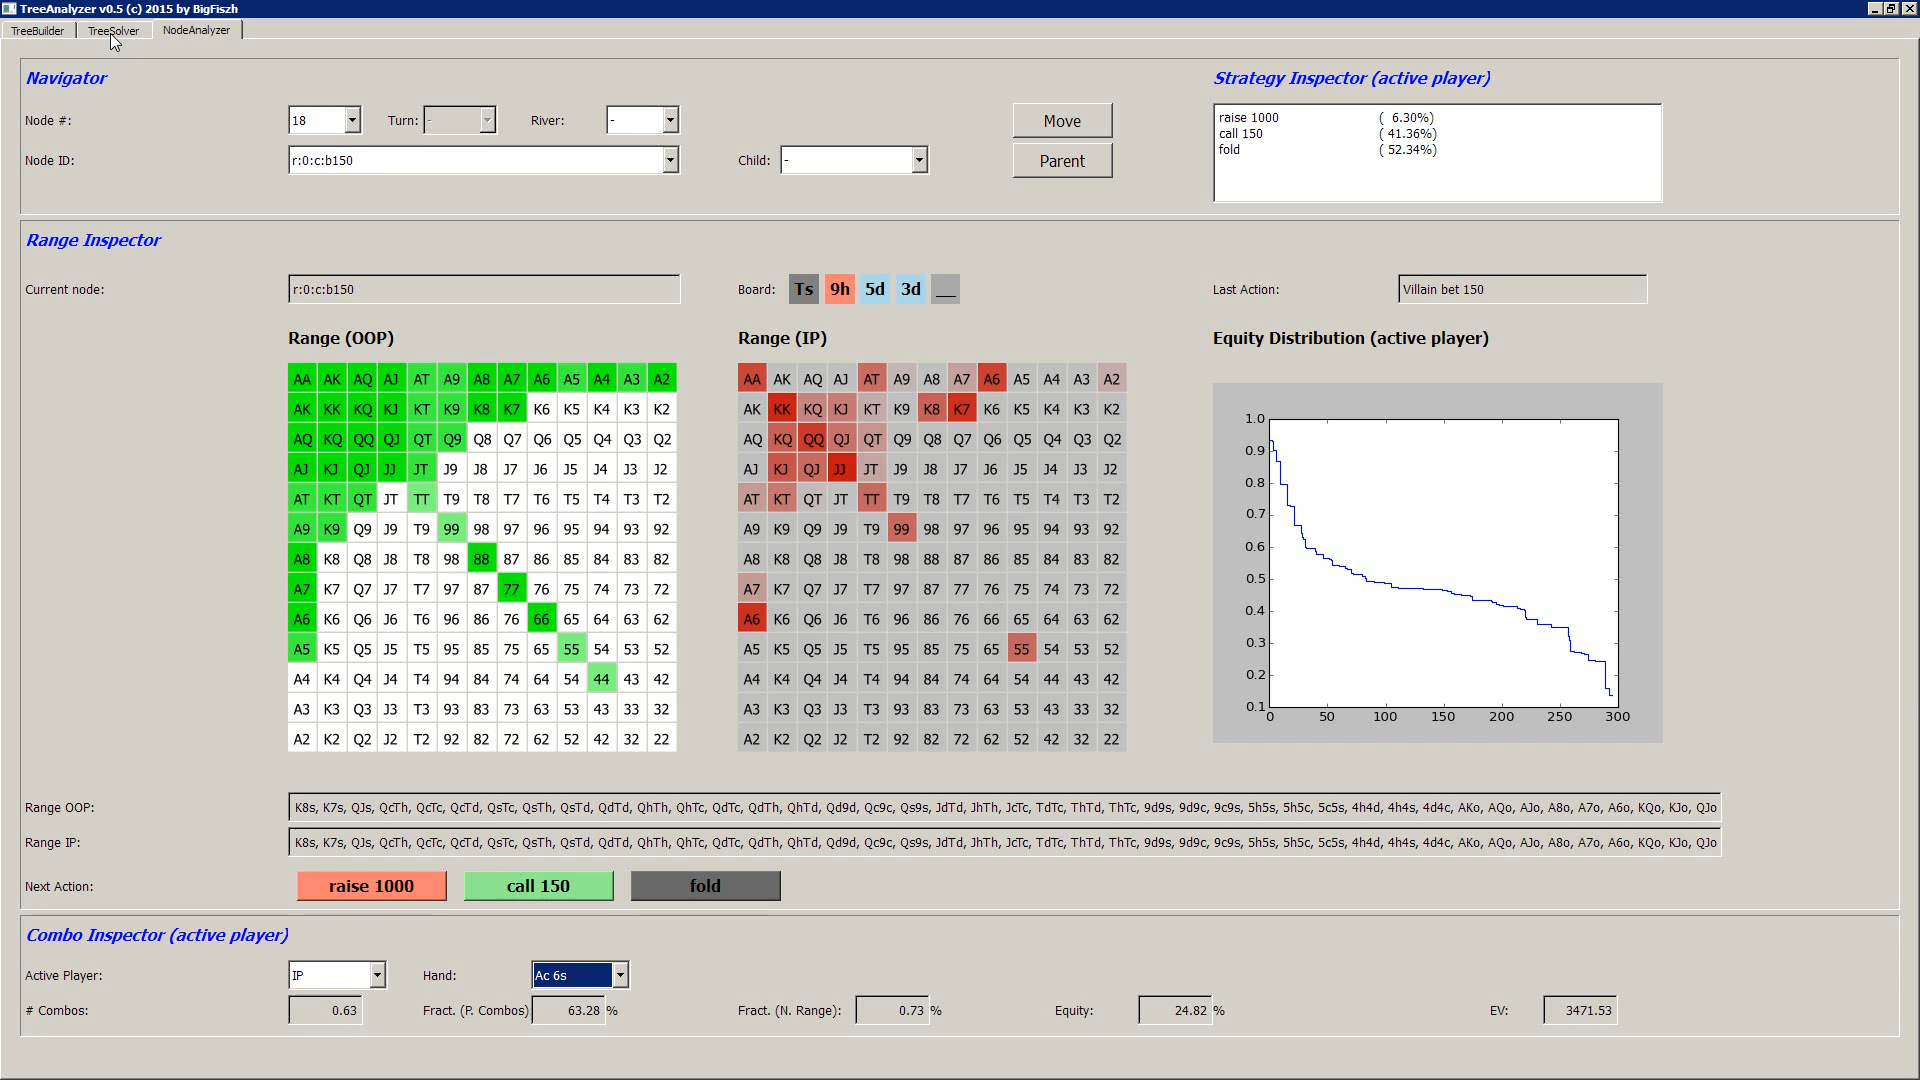 TreeAnalyzer v0.5 (c) 2015 by BigFiszh
TreeBuilder TreeSolver NodeAnalyzer
Navigator
Strategy Inspector (active player)
Node #: 18 Turn: - River: - Move
Node ID: r:0:c:b150 Child: - Parent
raise 1000 ( 6.30%)
call 150 ( 41.36%)
fold ( 52.34%)
Range Inspector
Current node: r:0:c:b150 Board: Ts 9h 5d 3d __ Last Action: Villain bet 150
Range (OOP)
AA AK AQ AJ AT A9 A8 A7 A6 A5 A4 A3 A2
AK KK KQ KJ KT K9 K8 K7 K6 K5 K4 K3 K2
AQ KQ QQ QJ QT Q9 Q8 Q7 Q6 Q5 Q4 Q3 Q2
AJ KJ QJ JJ JT J9 J8 J7 J6 J5 J4 J3 J2
AT KT QT JT TT T9 T8 T7 T6 T5 T4 T3 T2
A9 K9 Q9 J9 T9 99 98 97 96 95 94 93 92
A8 K8 Q8 J8 T8 98 88 87 86 85 84 83 82
A7 K7 Q7 J7 T7 97 87 77 76 75 74 73 72
A6 K6 Q6 J6 T6 96 86 76 66 65 64 63 62
A5 K5 Q5 J5 T5 95 85 75 65 55 54 53 52
A4 K4 Q4 J4 T4 94 84 74 64 54 44 43 42
A3 K3 Q3 J3 T3 93 83 73 63 53 43 33 32
A2 K2 Q2 J2 T2 92 82 72 62 52 42 32 22
Range (IP)
AA AK AQ AJ AT A9 A8 A7 A6 A5 A4 A3 A2
AK KK KQ KJ KT K9 K8 K7 K6 K5 K4 K3 K2
AQ KQ QQ QJ QT Q9 Q8 Q7 Q6 Q5 Q4 Q3 Q2
AJ KJ QJ JJ JT J9 J8 J7 J6 J5 J4 J3 J2
AT KT QT JT TT T9 T8 T7 T6 T5 T4 T3 T2
A9 K9 Q9 J9 T9 99 98 97 96 95 94 93 92
A8 K8 Q8 J8 T8 98 88 87 86 85 84 83 82
A7 K7 Q7 J7 T7 97 87 77 76 75 74 73 72
A6 K6 Q6 J6 T6 96 86 76 66 65 64 63 62
A5 K5 Q5 J5 T5 95 85 75 65 55 54 53 52
A4 K4 Q4 J4 T4 94 84 74 64 54 44 43 42
A3 K3 Q3 J3 T3 93 83 73 63 53 43 33 32
A2 K2 Q2 J2 T2 92 82 72 62 52 42 32 22
Equity Distribution (active player)
1.0
0.9
0.8
0.7
0.6
0.5
0.4
0.3
0.2
0.1
0 50 100 150 200 250 300
Range OOP: K8s, K7s, QJs, QcTh, QcTc, QcTd, QsTc, QsTh, QsTd, QdTd, QhTh, QhTc, QdTc, QdTh, QhTd, Qd9d, Qc9c, Qs9s, JdTd, JhTh, JcTc, TdTc, ThTd, ThTc, 9d9s, 9d9c, 9c9s, 5h5s, 5h5c, 5c5s, 4h4d, 4h4s, 4d4c, AKo, AQo, AJo, A8o, A7o, A6o, KQo, KJo, QJo
Range IP: K8s, K7s, QJs, QcTh, QcTc, QcTd, QsTc, QsTh, QsTd, QdTd, QhTh, QhTc, QdTc, QdTh, QhTd, Qd9d, Qc9c, Qs9s, JdTd, JhTh, JcTc, TdTc, ThTd, ThTc, 9d9s, 9d9c, 9c9s, 5h5s, 5h5c, 5c5s, 4h4d, 4h4s, 4d4c, AKo, AQo, AJo, A8o, A7o, A6o, KQo, KJo, QJo
Next Action: raise 1000 call 150 fold
Combo Inspector (active player)
Active Player: IP Hand: Ac 6s
# Combos: 0.63 Fract. (P. Combos) 63.28 % Fract. (N. Range): 0.73 % Equity: 24.82 % EV: 3471.53